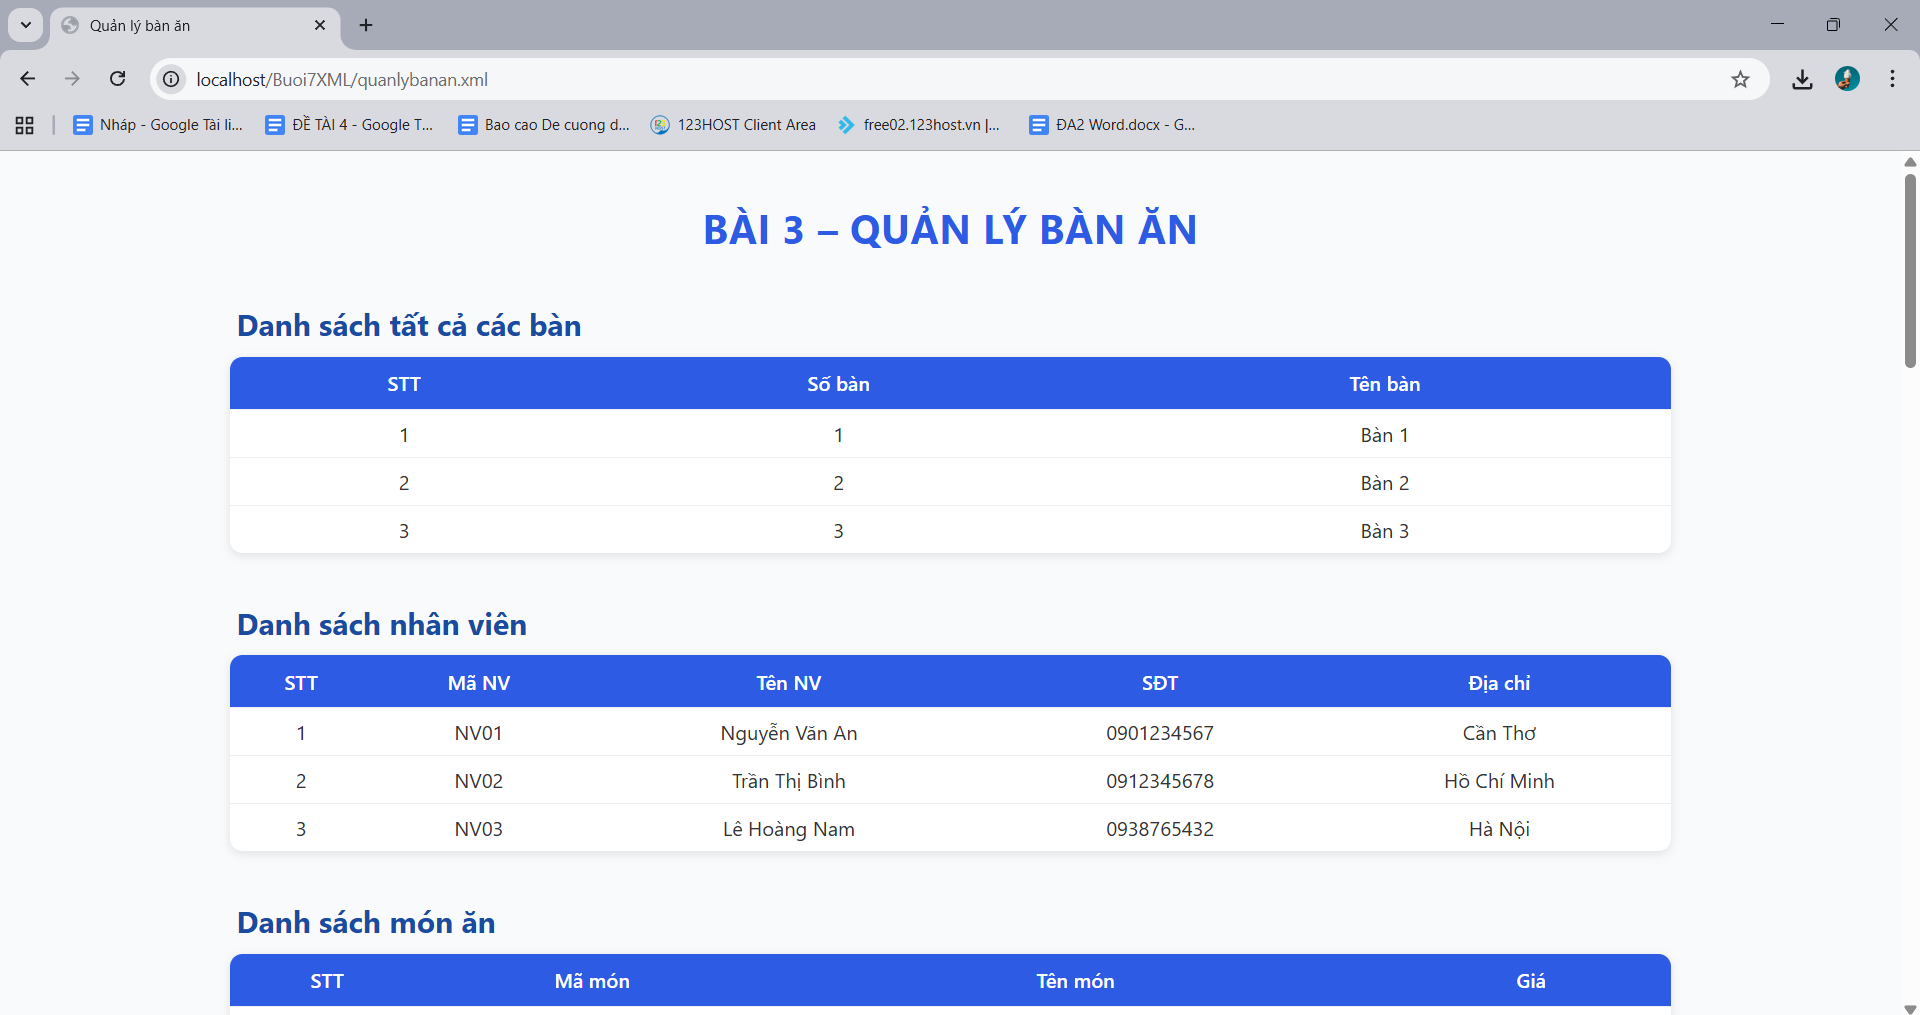 Quản lý bàn ăn
localhost/Buoi7XML/quanlybanan.xml
Nháp - Google Tài li...
ĐỀ TÀI 4 - Google T...
Bao cao De cuong d...
123HOST Client Area
free02.123host.vn |...
ĐA2 Word.docx - G...
BÀI 3 – QUẢN LÝ BÀN ĂN
Danh sách tất cả các bàn
STT Số bàn Tên bàn
1 1 Bàn 1
2 2 Bàn 2
3 3 Bàn 3
Danh sách nhân viên
STT Mã NV Tên NV SĐT Địa chỉ
1 NV01 Nguyễn Văn An 0901234567 Cần Thơ
2 NV02 Trần Thị Bình 0912345678 Hồ Chí Minh
3 NV03 Lê Hoàng Nam 0938765432 Hà Nội
Danh sách món ăn
STT Mã món Tên món Giá